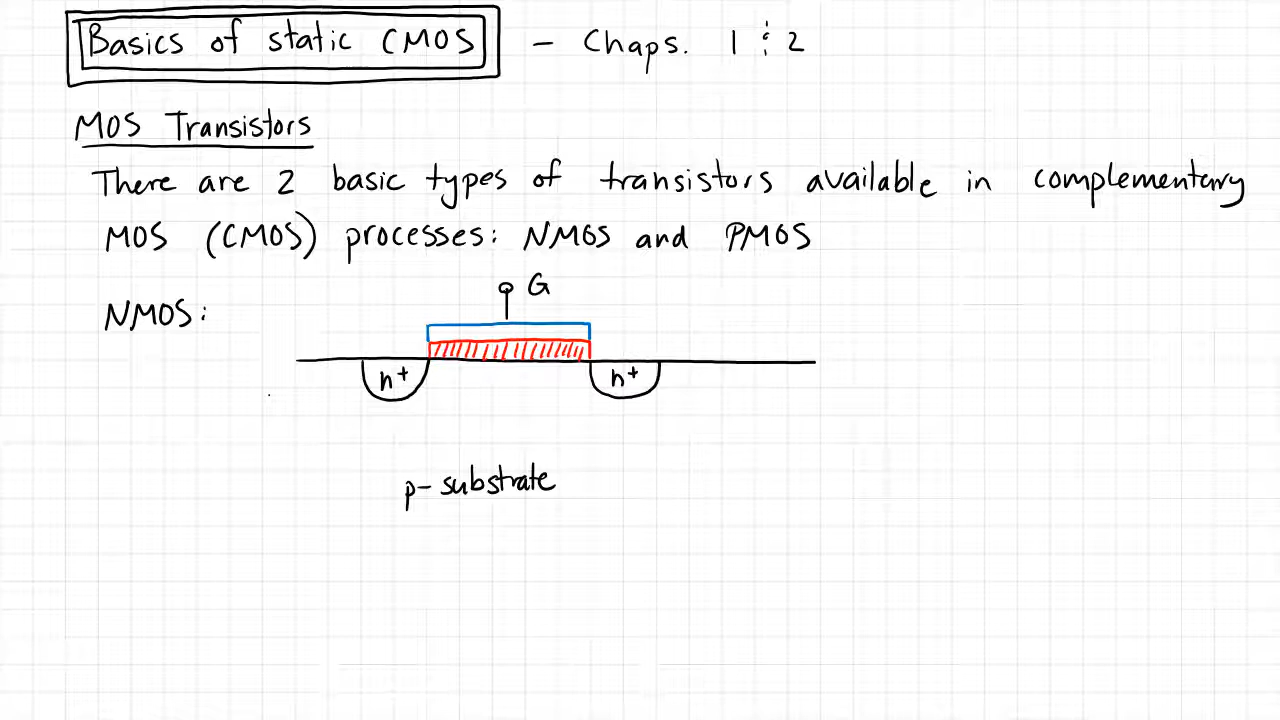 Basics of static CMOS - Chaps. 1 & 2
MOS Transistors
There are 2 basic types of transistors available in complementary
MOS (CMOS) processes: NMOS and PMOS
NMOS:
G
n+
n+
p- substrate